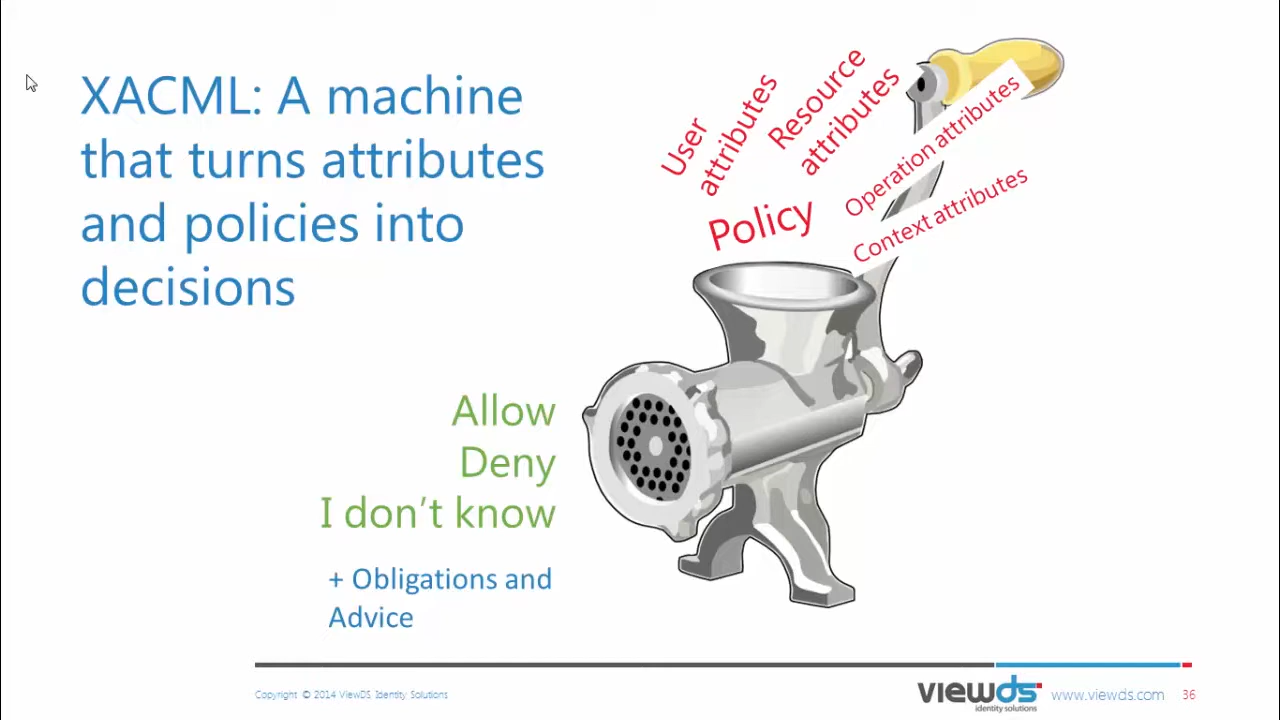 XACML: A machine
that turns attributes
and policies into
decisions
User
attributes
Resource
attributes
Operation attributes
Context attributes
Policy
Allow
Deny
I don't know
+ Obligations and
Advice
Copyright © 2014 ViewDS Identity Solutions
viewds
identity solutions
www.viewds.com
36